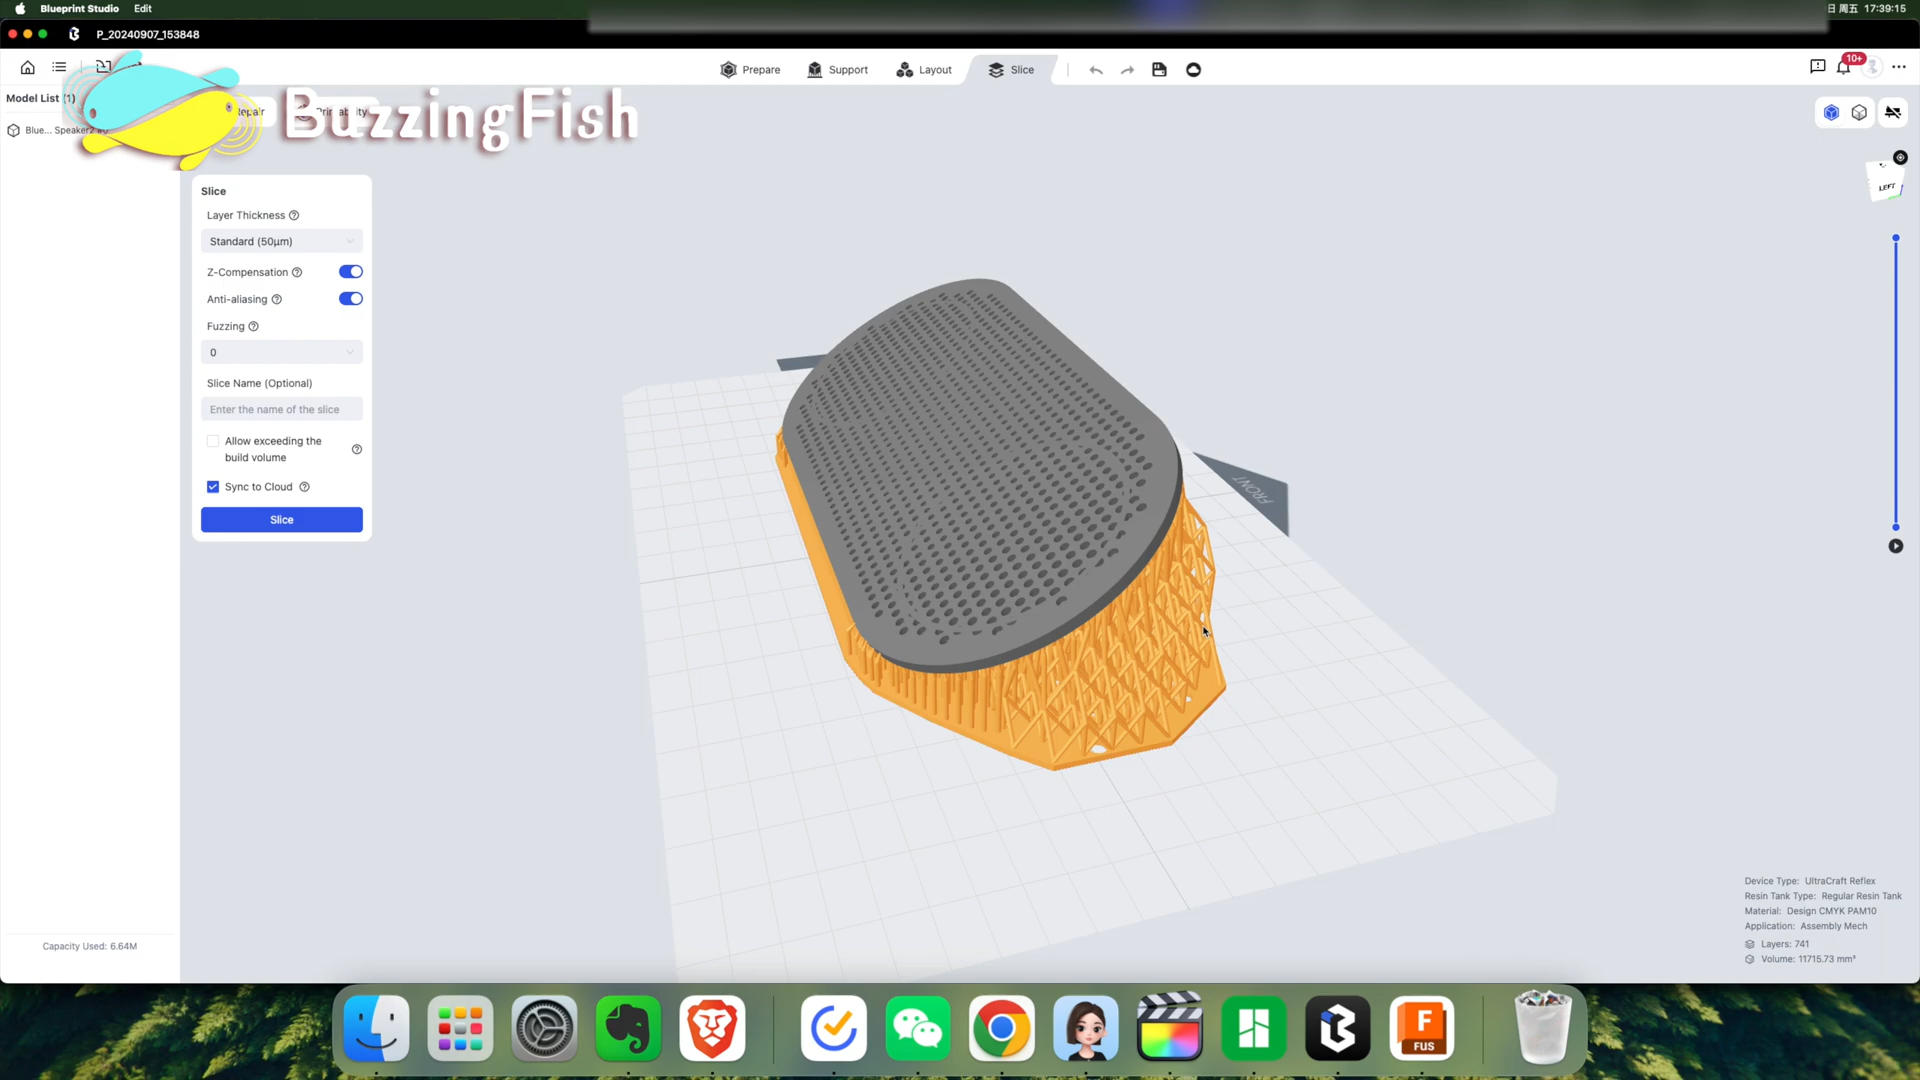 Blueprint Studio Edit
日 周五 17:39:15
P_20240907_153848
Prepare Support Layout Slice
10+
Model List (1)
Blue... Speaker2
BuzzingFish
LEFT
Slice
Layer Thickness
Standard (50μm)
Z-Compensation
Anti-aliasing
Fuzzing
0
Slice Name (Optional)
Enter the name of the slice
Allow exceeding the
build volume
Sync to Cloud
Slice
FRONT
Device Type: UltraCraft Reflex
Resin Tank Type: Regular Resin Tank
Material: Design CMYK PAM10
Application: Assembly Mech
Layers: 741
Volume: 11715.73 mm³
Capacity Used: 6.64M
F
FUS